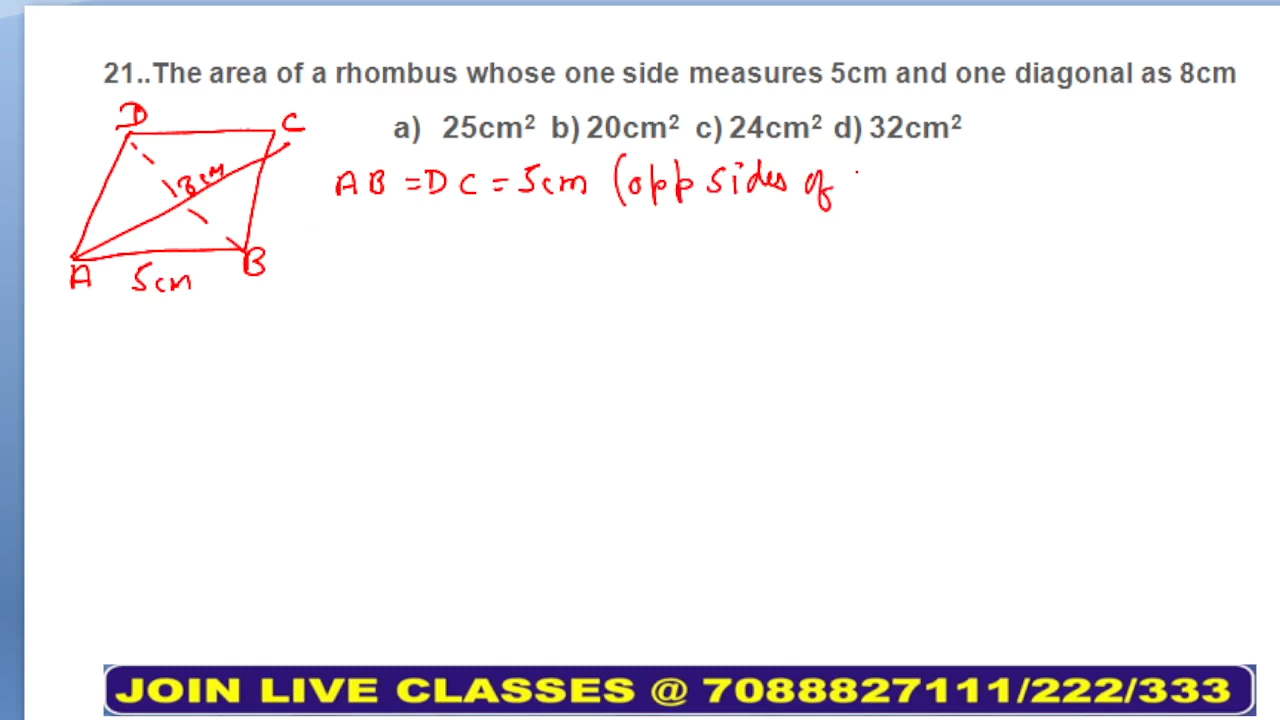 21..The area of a rhombus whose one side measures 5cm and one diagonal as 8cm
a) 25cm² b) 20cm² c) 24cm² d) 32cm²
D C
8cm
A B
5cm
AB = DC = 5cm (opp sides of
JOIN LIVE CLASSES @ 7088827111/222/333